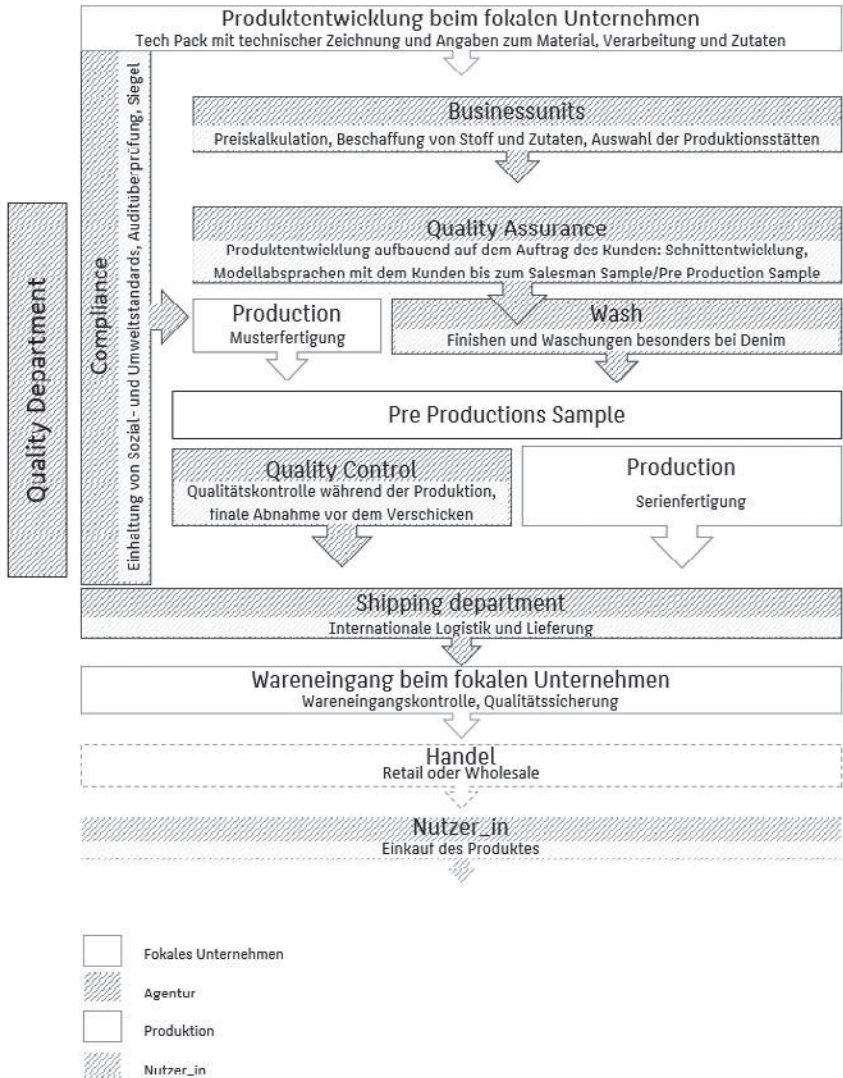 Produktentwicklung beim fokalen Unternehmen
Tech Pack mit technischer Zeichnung und Angaben zum Material, Verarbeitung und Zutaten
Quality Department
Compliance
Einhaltung von Sozial- und Umweltstandards, Auditüberprüfung, Siegel
Businessunits
Preiskalkulation, Beschaffung von Stoff und Zutaten, Auswahl der Produktionsstätten
Quality Assurance
Produktentwicklung aufbauend auf dem Auftrag des Kunden: Schnittentwicklung,
Modellabsprachen mit dem Kunden bis zum Salesman Sample/Pre Production Sample
Production
Musterfertigung
Wash
Finishen und Waschungen besonders bei Denim
Pre Productions Sample
Quality Control
Qualitätskontrolle während der Produktion,
finale Abnahme vor dem Verschicken
Production
Serienfertigung
Shipping department
Internationale Logistik und Lieferung
Wareneingang beim fokalen Unternehmen
Wareneingangskontrolle, Qualitätssicherung
Handel
Retail oder Wholesale
Nutzer_in
Einkauf des Produktes
Fokales Unternehmen
Agentur
Produktion
Nutzer_in